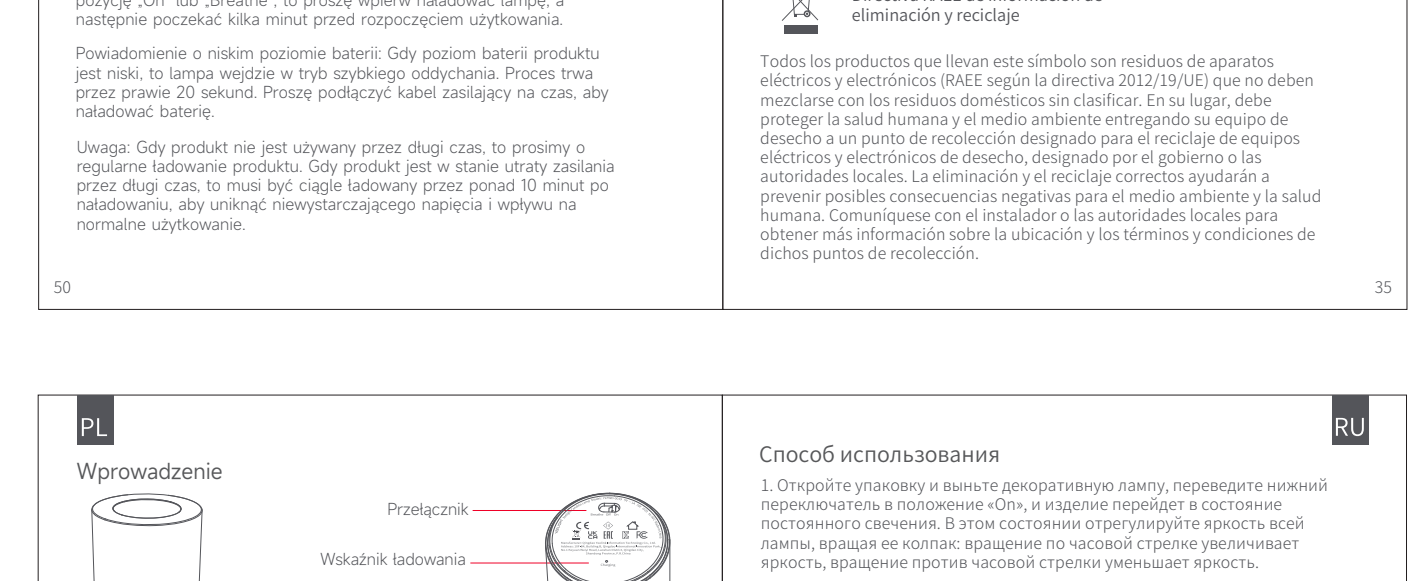 pozycję „On” lub „Breathe”, to proszę wpierw naładować lampę, a
następnie poczekać kilka minut przed rozpoczęciem użytkowania.
Powiadomienie o niskim poziomie baterii: Gdy poziom baterii produktu
jest niski, to lampa wejdzie w tryb szybkiego oddychania. Proces trwa
przez prawie 20 sekund. Proszę podłączyć kabel zasilający na czas, aby
naładować baterię.
Uwaga: Gdy produkt nie jest używany przez długi czas, to prosimy o
regularne ładowanie produktu. Gdy produkt jest w stanie utraty zasilania
przez długi czas, to musi być ciągle ładowany przez ponad 10 minut po
naładowaniu, aby uniknąć niewystarczającego napięcia i wpływu na
normalne użytkowanie.
50
Directiva RAEE de información de
eliminación y reciclaje
Todos los productos que llevan este símbolo son residuos de aparatos
eléctricos y electrónicos (RAEE según la directiva 2012/19/UE) que no deben
mezclarse con los residuos domésticos sin clasificar. En su lugar, debe
proteger la salud humana y el medio ambiente entregando su equipo de
desecho a un punto de recolección designado para el reciclaje de equipos
eléctricos y electrónicos de desecho, designado por el gobierno o las
autoridades locales. La eliminación y el reciclaje correctos ayudarán a
prevenir posibles consecuencias negativas para el medio ambiente y la salud
humana. Comuníquese con el instalador o las autoridades locales para
obtener más información sobre la ubicación y los términos y condiciones de
dichos puntos de recolección.
35
PL
Wprowadzenie
Przełącznik
Wskaźnik ładowania
RU
Способ использования
1. Откройте упаковку и выньте декоративную лампу, переведите нижний
переключатель в положение «On», и изделие перейдет в состояние
постоянного свечения. В этом состоянии отрегулируйте яркость всей
лампы, вращая ее колпак: вращение по часовой стрелке увеличивает
яркость, вращение против часовой стрелки уменьшает яркость.